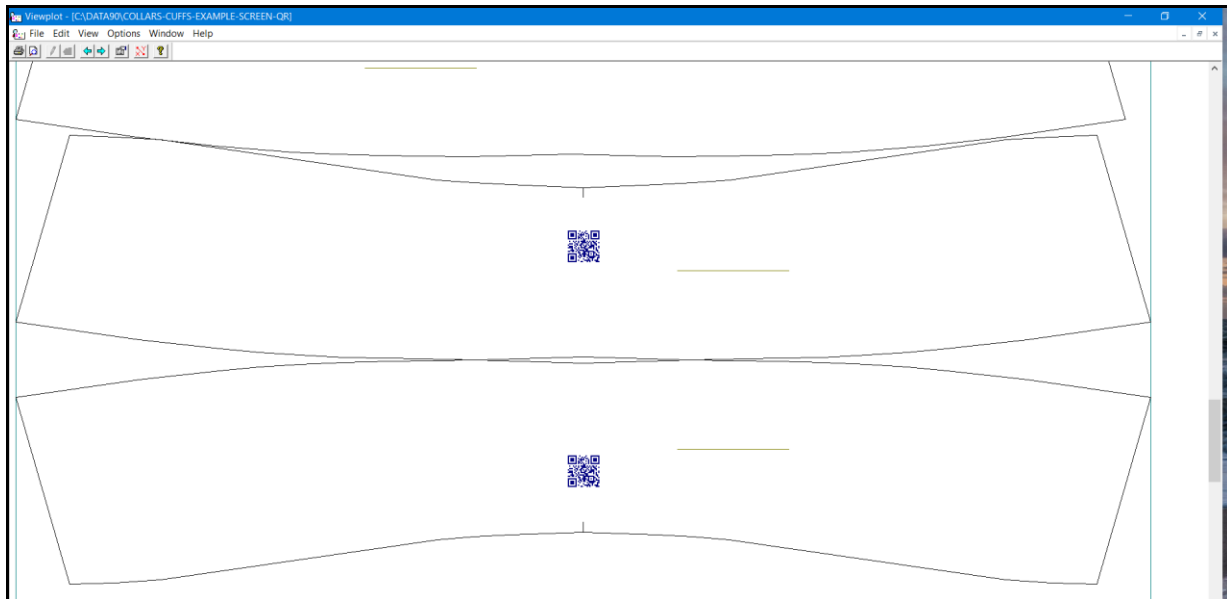 Viewplot - [C:\DATA90\COLLARS-CUFFS-EXAMPLE-SCREEN-QR]
File Edit View Options Window Help